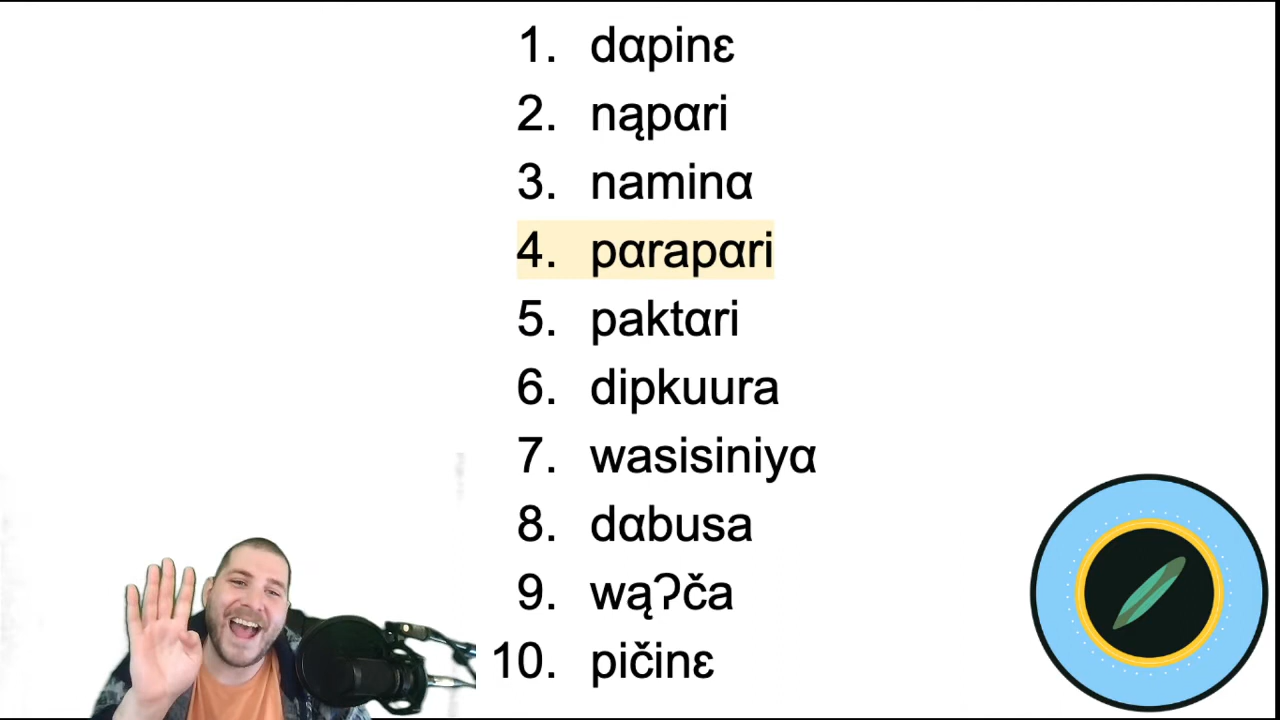 1. dɑpinɛ
2. nąpɑri
3. naminɑ
4. pɑrapɑri
5. paktɑri
6. dipkuura
7. wasisiniyɑ
8. dɑbusa
9. wąʔča
10. pičinɛ